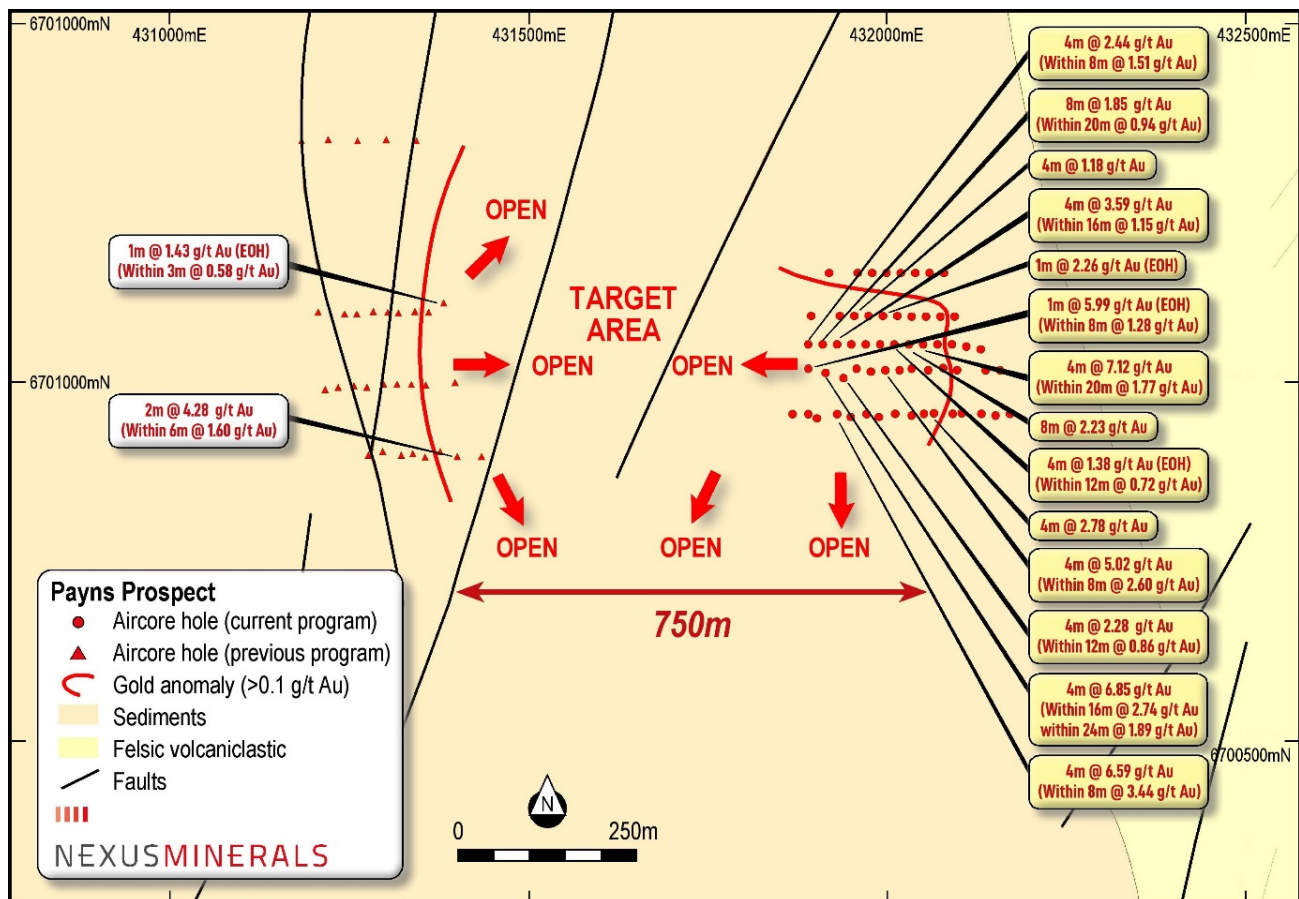 6701000mN
431000mE
431500mE
432000mE
432500mE
4m @ 2.44 g/t Au
(Within 8m @ 1.51 g/t Au)
8m @ 1.85 g/t Au
(Within 20m @ 0.94 g/t Au)
4m @ 1.18 g/t Au
4m @ 3.59 g/t Au
(Within 16m @ 1.15 g/t Au)
1m @ 2.26 g/t Au (EOH)
1m @ 5.99 g/t Au (EOH)
(Within 8m @ 1.28 g/t Au)
4m @ 7.12 g/t Au
(Within 20m @ 1.77 g/t Au)
8m @ 2.23 g/t Au
4m @ 1.38 g/t Au (EOH)
(Within 12m @ 0.72 g/t Au)
4m @ 2.78 g/t Au
4m @ 5.02 g/t Au
(Within 8m @ 2.60 g/t Au)
4m @ 2.28 g/t Au
(Within 12m @ 0.86 g/t Au)
4m @ 6.85 g/t Au
(Within 16m @ 2.74 g/t Au
within 24m @ 1.89 g/t Au)
4m @ 6.59 g/t Au
(Within 8m @ 3.44 g/t Au)
1m @ 1.43 g/t Au (EOH)
(Within 3m @ 0.58 g/t Au)
OPEN
TARGET
AREA
OPEN
OPEN
6701000mN
2m @ 4.28 g/t Au
(Within 6m @ 1.60 g/t Au)
OPEN
OPEN
OPEN
750m
6700500mN
Payns Prospect
Aircore hole (current program)
Aircore hole (previous program)
Gold anomaly (>0.1 g/t Au)
Sediments
Felsic volcaniclastic
Faults
NEXUSMINERALS
N
0
250m